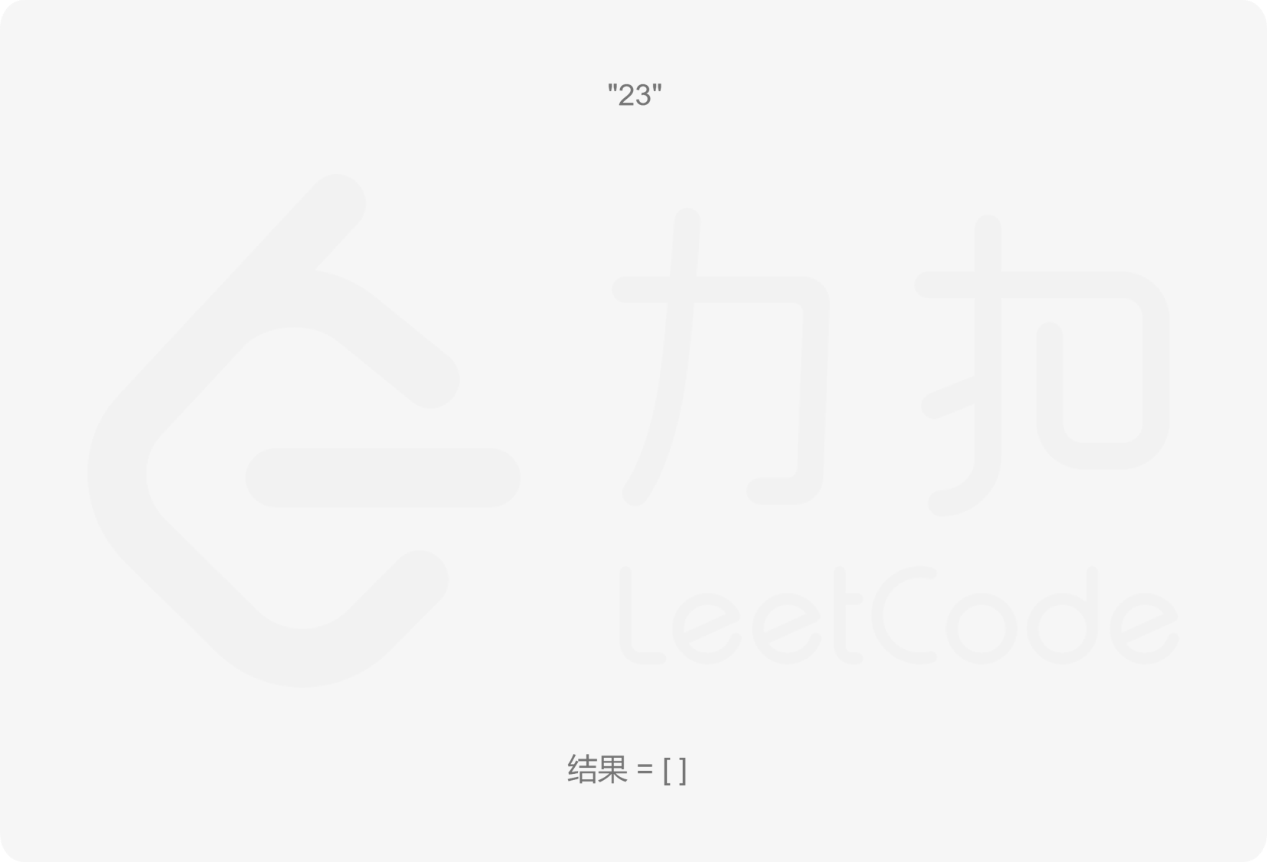 "23"
力扣
LeetCode
结果 = [ ]